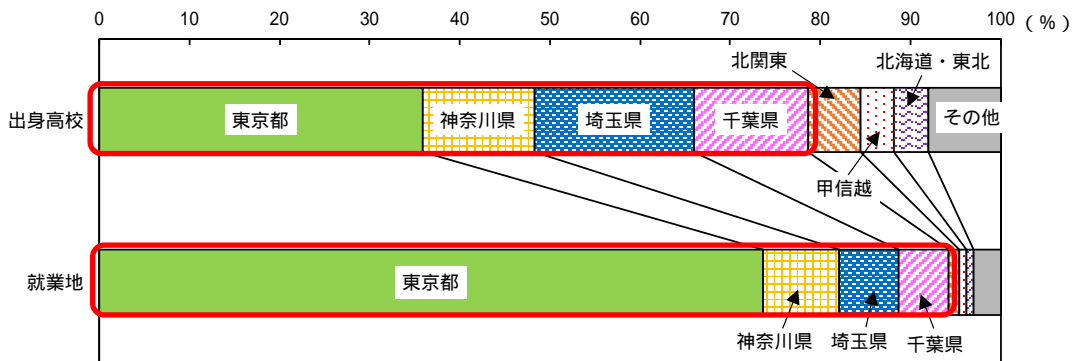 0 10 20 30 40 50 60 70 80 90 100 （％）
北関東 北海道・東北
出身高校 東京都 神奈川県 埼玉県 千葉県 その他
甲信越
就業地 東京都
神奈川県 埼玉県 千葉県